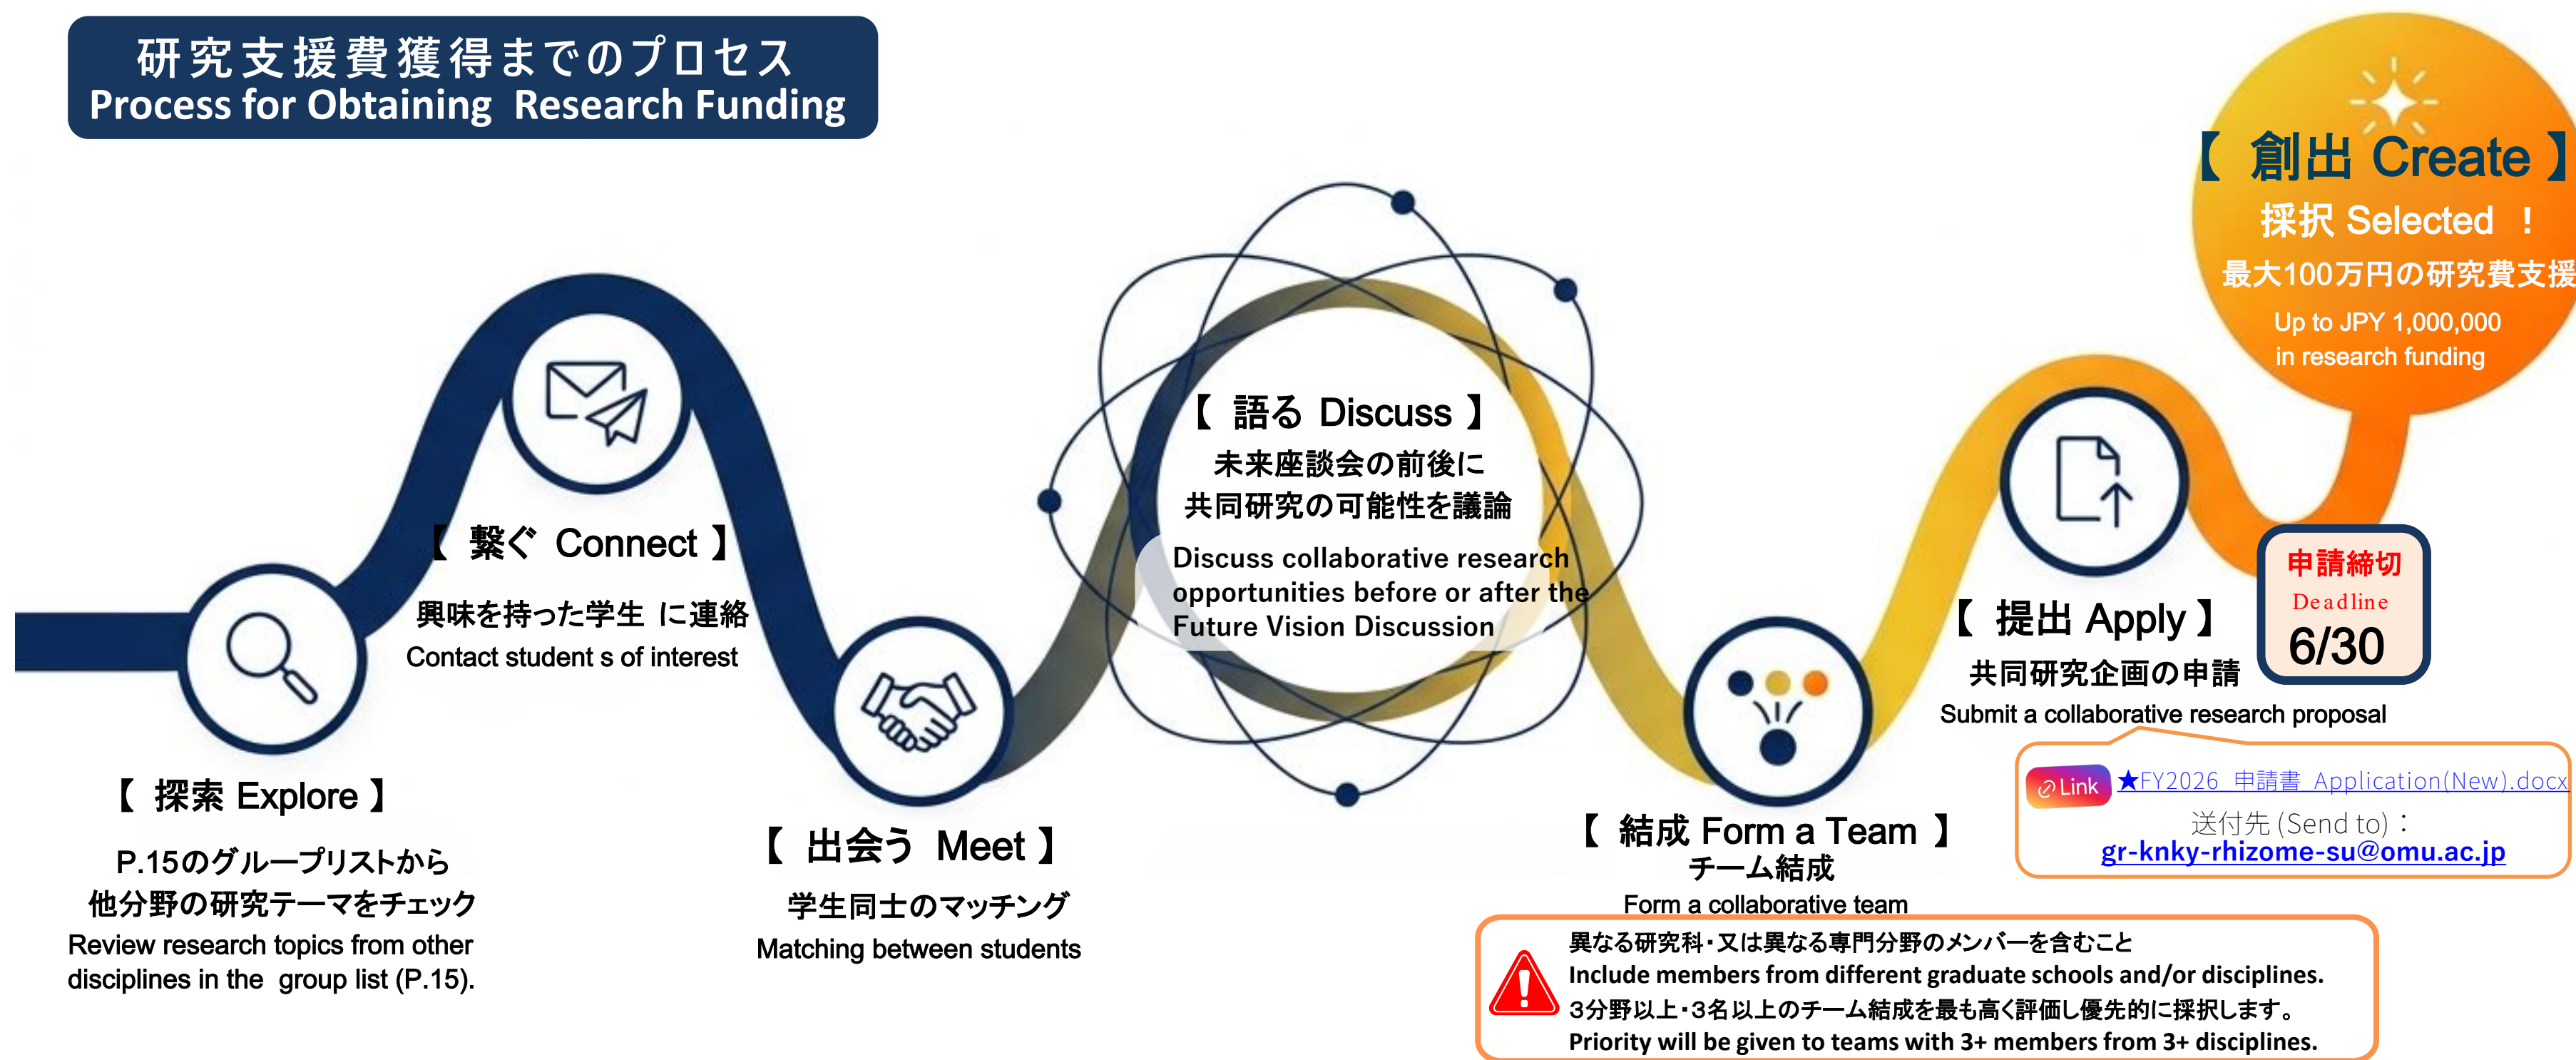 研究支援費獲得までのプロセス
Process for Obtaining Research Funding
【 探索 Explore 】
P.15のグループリストから
他分野の研究テーマをチェック
Review research topics from other
disciplines in the group list (P.15).
【 繋ぐ Connect 】
興味を持った学生 に連絡
Contact student s of interest
【 出会う Meet 】
学生同士のマッチング
Matching between students
【 語る Discuss 】
未来座談会の前後に
共同研究の可能性を議論
Discuss collaborative research
opportunities before or after the
Future Vision Discussion
【 結成 Form a Team 】
チーム結成
Form a collaborative team
異なる研究科・又は異なる専門分野のメンバーを含むこと
Include members from different graduate schools and/or disciplines.
3分野以上・3名以上のチーム結成を最も高く評価し優先的に採択します。
Priority will be given to teams with 3+ members from 3+ disciplines.
【 提出 Apply 】
共同研究企画の申請
Submit a collaborative research proposal
申請締切
Deadline
6/30
Link ★FY2026_申請書_Application(New).docx
送付先 (Send to)：
gr-knky-rhizome-su@omu.ac.jp
【 創出 Create 】
採択 Selected ！
最大100万円の研究費支援
Up to JPY 1,000,000
in research funding